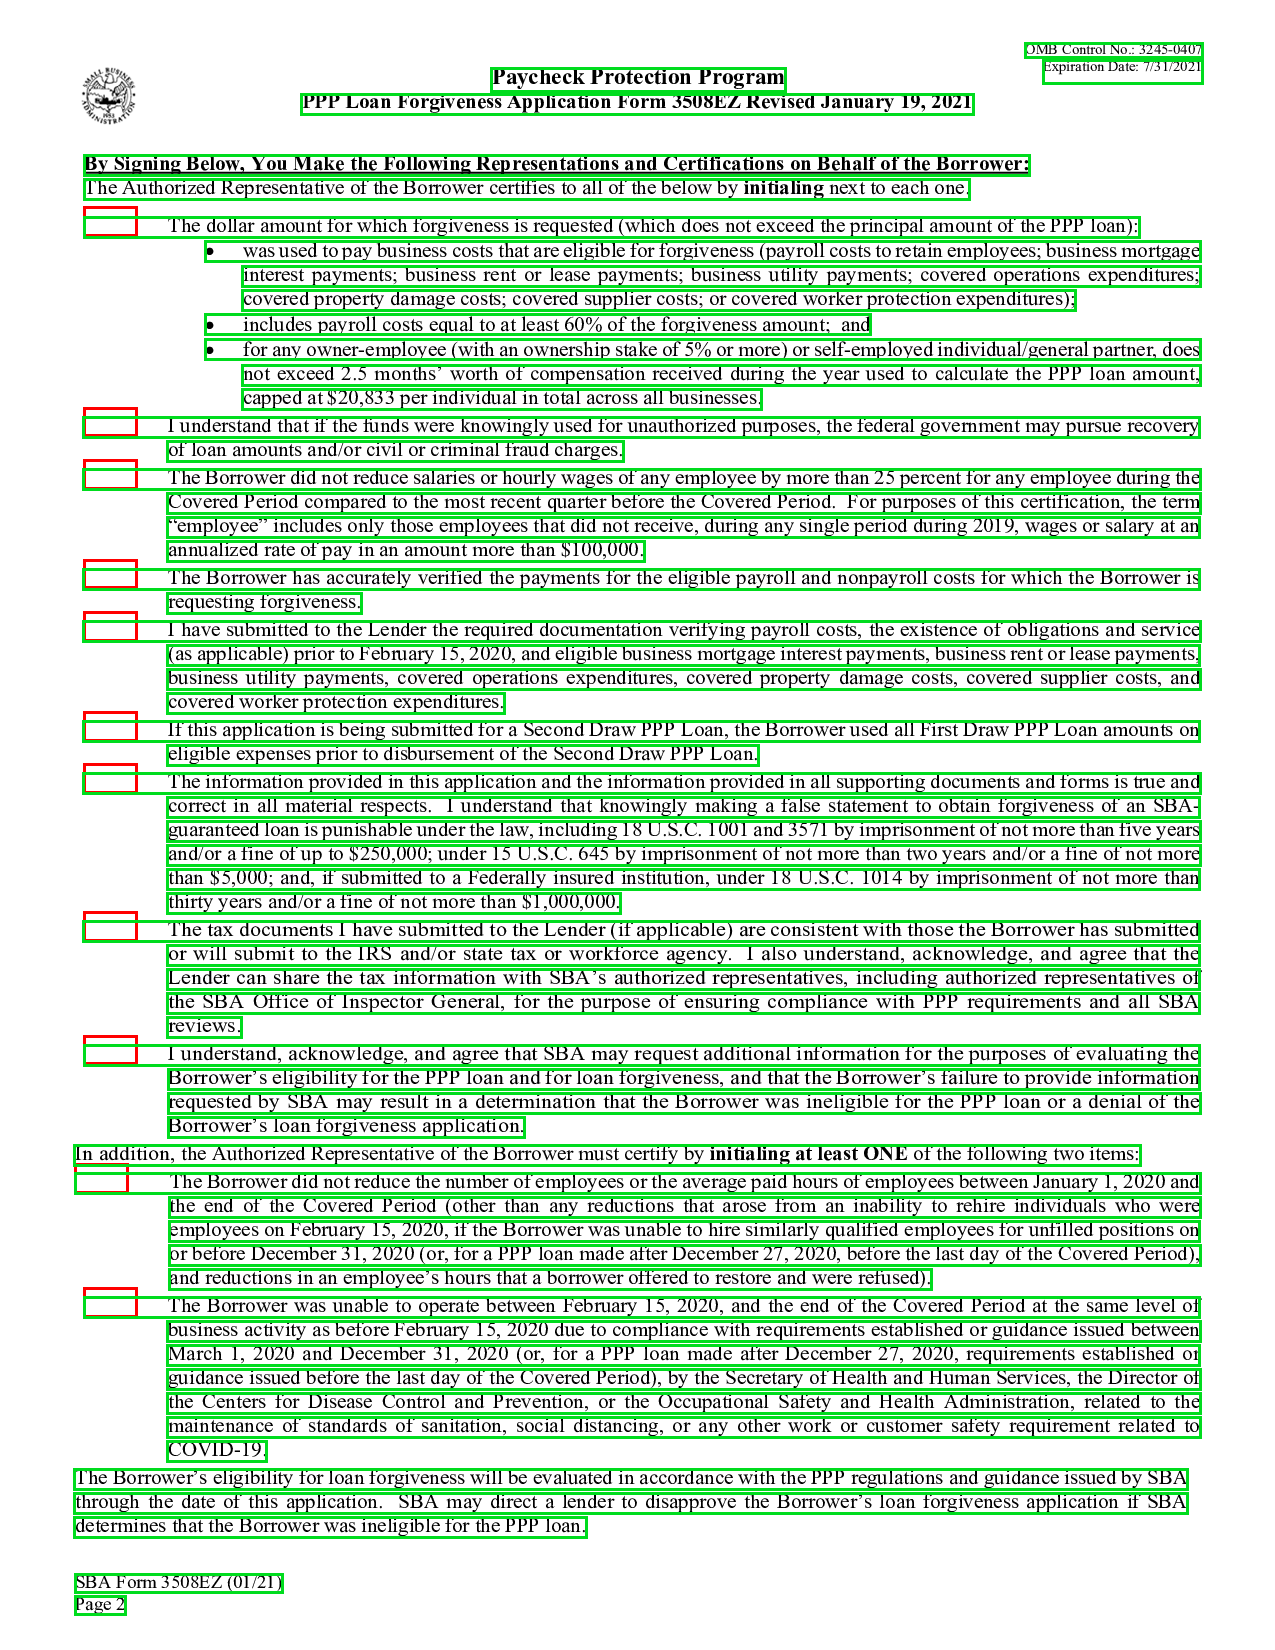 OMB Control No.: 3245-0407
Expiration Date: 7/31/2021
Paycheck Protection Program
PPP Loan Forgiveness Application Form 3508EZ Revised January 19, 2021
By Signing Below, You Make the Following Representations and Certifications on Behalf of the Borrower:
The Authorized Representative of the Borrower certifies to all of the below by initialing next to each one.
The dollar amount for which forgiveness is requested (which does not exceed the principal amount of the PPP loan):
• was used to pay business costs that are eligible for forgiveness (payroll costs to retain employees; business mortgage
interest payments; business rent or lease payments; business utility payments; covered operations expenditures;
covered property damage costs; covered supplier costs; or covered worker protection expenditures);
• includes payroll costs equal to at least 60% of the forgiveness amount; and
• for any owner-employee (with an ownership stake of 5% or more) or self-employed individual/general partner, does
not exceed 2.5 months’ worth of compensation received during the year used to calculate the PPP loan amount,
capped at $20,833 per individual in total across all businesses.
I understand that if the funds were knowingly used for unauthorized purposes, the federal government may pursue recovery
of loan amounts and/or civil or criminal fraud charges.
The Borrower did not reduce salaries or hourly wages of any employee by more than 25 percent for any employee during the
Covered Period compared to the most recent quarter before the Covered Period. For purposes of this certification, the term
“employee” includes only those employees that did not receive, during any single period during 2019, wages or salary at an
annualized rate of pay in an amount more than $100,000.
The Borrower has accurately verified the payments for the eligible payroll and nonpayroll costs for which the Borrower is
requesting forgiveness.
I have submitted to the Lender the required documentation verifying payroll costs, the existence of obligations and service
(as applicable) prior to February 15, 2020, and eligible business mortgage interest payments, business rent or lease payments,
business utility payments, covered operations expenditures, covered property damage costs, covered supplier costs, and
covered worker protection expenditures.
If this application is being submitted for a Second Draw PPP Loan, the Borrower used all First Draw PPP Loan amounts on
eligible expenses prior to disbursement of the Second Draw PPP Loan.
The information provided in this application and the information provided in all supporting documents and forms is true and
correct in all material respects. I understand that knowingly making a false statement to obtain forgiveness of an SBA-
guaranteed loan is punishable under the law, including 18 U.S.C. 1001 and 3571 by imprisonment of not more than five years
and/or a fine of up to $250,000; under 15 U.S.C. 645 by imprisonment of not more than two years and/or a fine of not more
than $5,000; and, if submitted to a Federally insured institution, under 18 U.S.C. 1014 by imprisonment of not more than
thirty years and/or a fine of not more than $1,000,000.
The tax documents I have submitted to the Lender (if applicable) are consistent with those the Borrower has submitted
or will submit to the IRS and/or state tax or workforce agency. I also understand, acknowledge, and agree that the
Lender can share the tax information with SBA’s authorized representatives, including authorized representatives of
the SBA Office of Inspector General, for the purpose of ensuring compliance with PPP requirements and all SBA
reviews.
I understand, acknowledge, and agree that SBA may request additional information for the purposes of evaluating the
Borrower’s eligibility for the PPP loan and for loan forgiveness, and that the Borrower’s failure to provide information
requested by SBA may result in a determination that the Borrower was ineligible for the PPP loan or a denial of the
Borrower’s loan forgiveness application.
In addition, the Authorized Representative of the Borrower must certify by initialing at least ONE of the following two items:
The Borrower did not reduce the number of employees or the average paid hours of employees between January 1, 2020 and
the end of the Covered Period (other than any reductions that arose from an inability to rehire individuals who were
employees on February 15, 2020, if the Borrower was unable to hire similarly qualified employees for unfilled positions on
or before December 31, 2020 (or, for a PPP loan made after December 27, 2020, before the last day of the Covered Period),
and reductions in an employee’s hours that a borrower offered to restore and were refused).
The Borrower was unable to operate between February 15, 2020, and the end of the Covered Period at the same level of
business activity as before February 15, 2020 due to compliance with requirements established or guidance issued between
March 1, 2020 and December 31, 2020 (or, for a PPP loan made after December 27, 2020, requirements established or
guidance issued before the last day of the Covered Period), by the Secretary of Health and Human Services, the Director of
the Centers for Disease Control and Prevention, or the Occupational Safety and Health Administration, related to the
maintenance of standards of sanitation, social distancing, or any other work or customer safety requirement related to
COVID-19.
The Borrower’s eligibility for loan forgiveness will be evaluated in accordance with the PPP regulations and guidance issued by SBA
through the date of this application. SBA may direct a lender to disapprove the Borrower’s loan forgiveness application if SBA
determines that the Borrower was ineligible for the PPP loan.
SBA Form 3508EZ (01/21)
Page 2